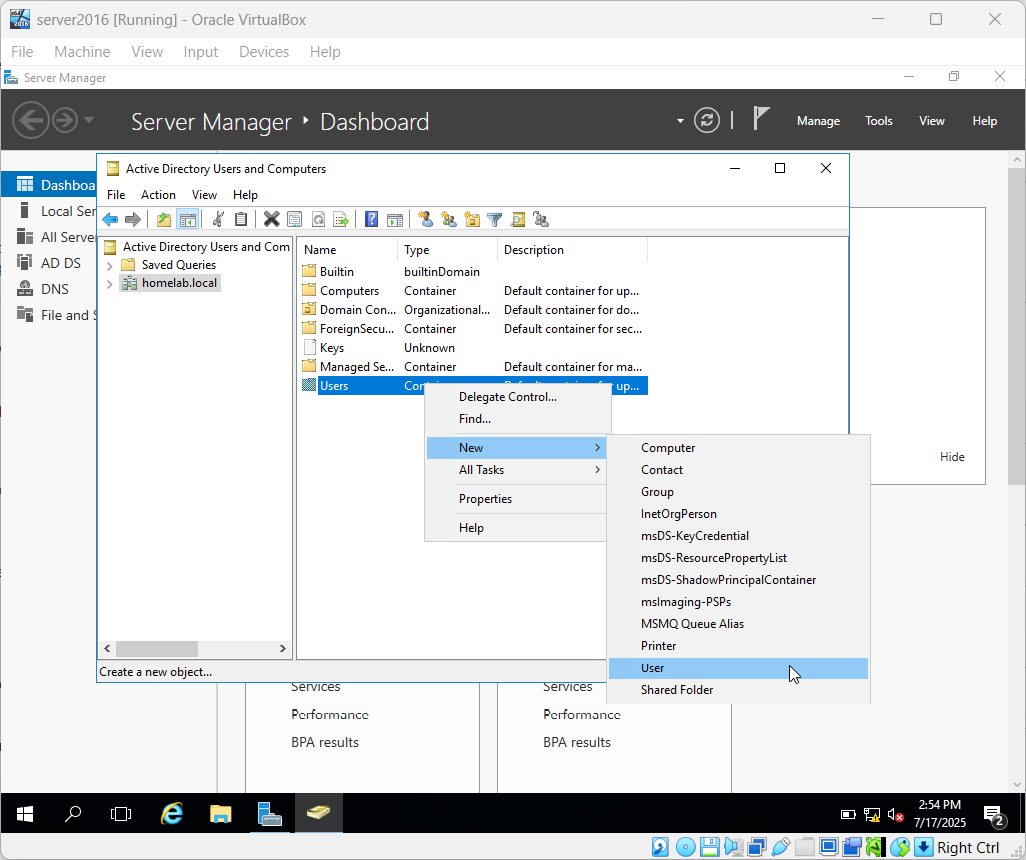 server2016 [Running] - Oracle VirtualBox
File Machine View Input Devices Help
Server Manager
Server Manager ‣ Dashboard
Manage Tools View Help
Active Directory Users and Computers
File Action View Help
Dashboa
Local Ser
All Serve
AD DS
DNS
File and S
Active Directory Users and Com
Saved Queries
homelab.local
Name Type Description
Builtin builtinDomain
Computers Container Default container for up...
Domain Con... Organizational... Default container for do...
ForeignSecu... Container Default container for sec...
Keys Unknown
Managed Se... Container Default container for ma...
Users Container Default container for up...
Delegate Control...
Find...
New
All Tasks
Properties
Help
Computer
Contact
Group
InetOrgPerson
msDS-KeyCredential
msDS-ResourcePropertyList
msDS-ShadowPrincipalContainer
msImaging-PSPs
MSMQ Queue Alias
Printer
User
Shared Folder
Hide
Create a new object...
Services Services
Performance Performance
BPA results BPA results
2:54 PM
7/17/2025
2
Right Ctrl